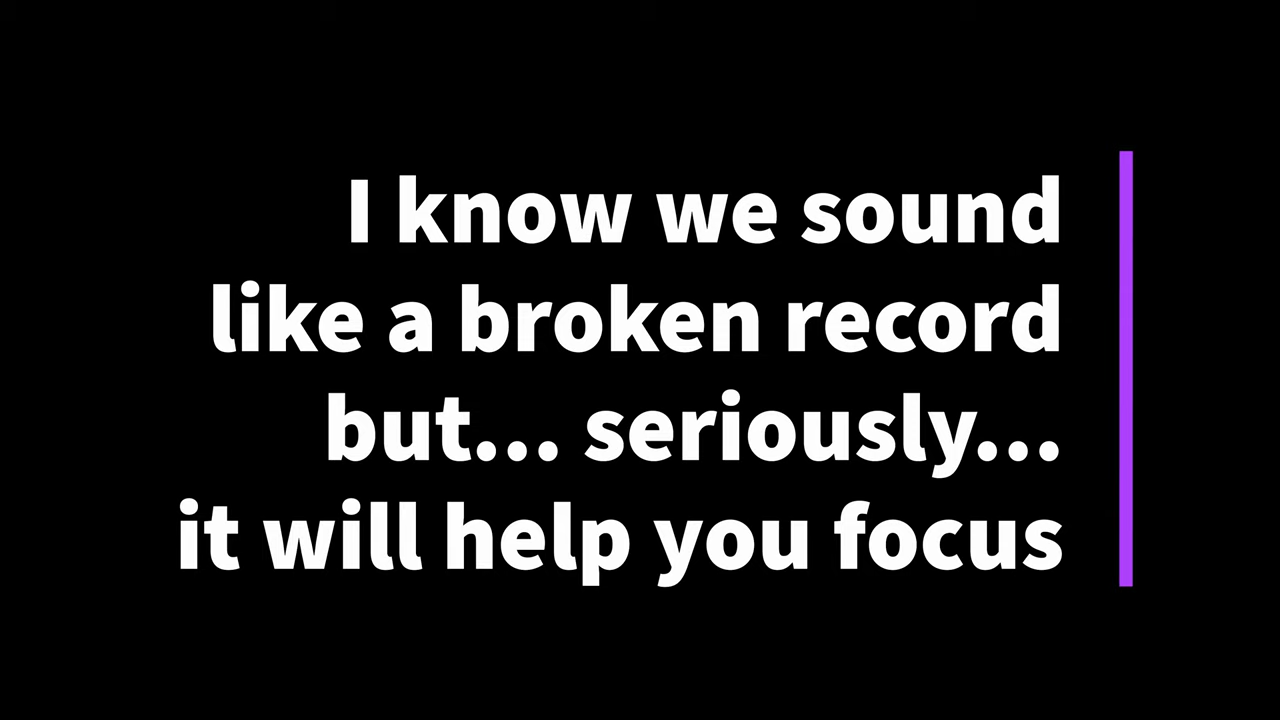 I know we sound
like a broken record
but... seriously...
it will help you focus